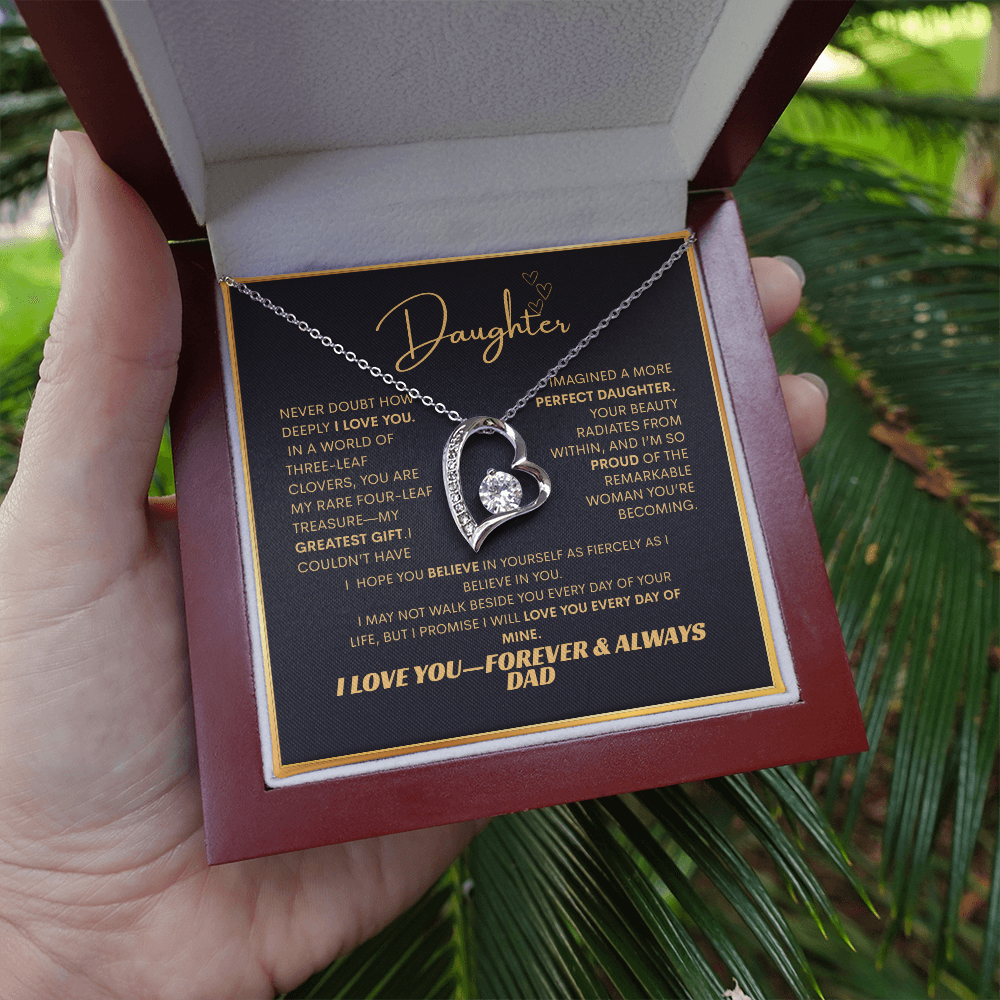 Daughter
NEVER DOUBT HOW
DEEPLY I LOVE YOU.
IN A WORLD OF
THREE-LEAF
CLOVERS, YOU ARE
MY RARE FOUR-LEAF
TREASURE—MY
GREATEST GIFT.I
COULDN'T HAVE
IMAGINED A MORE
PERFECT DAUGHTER.
YOUR BEAUTY
RADIATES FROM
WITHIN, AND I'M SO
PROUD OF THE
REMARKABLE
WOMAN YOU'RE
BECOMING.
I HOPE YOU BELIEVE IN YOURSELF AS FIERCELY AS I
BELIEVE IN YOU.
I MAY NOT WALK BESIDE YOU EVERY DAY OF YOUR
LIFE, BUT I PROMISE I WILL LOVE YOU EVERY DAY OF
MINE.
I LOVE YOU—FOREVER & ALWAYS
DAD